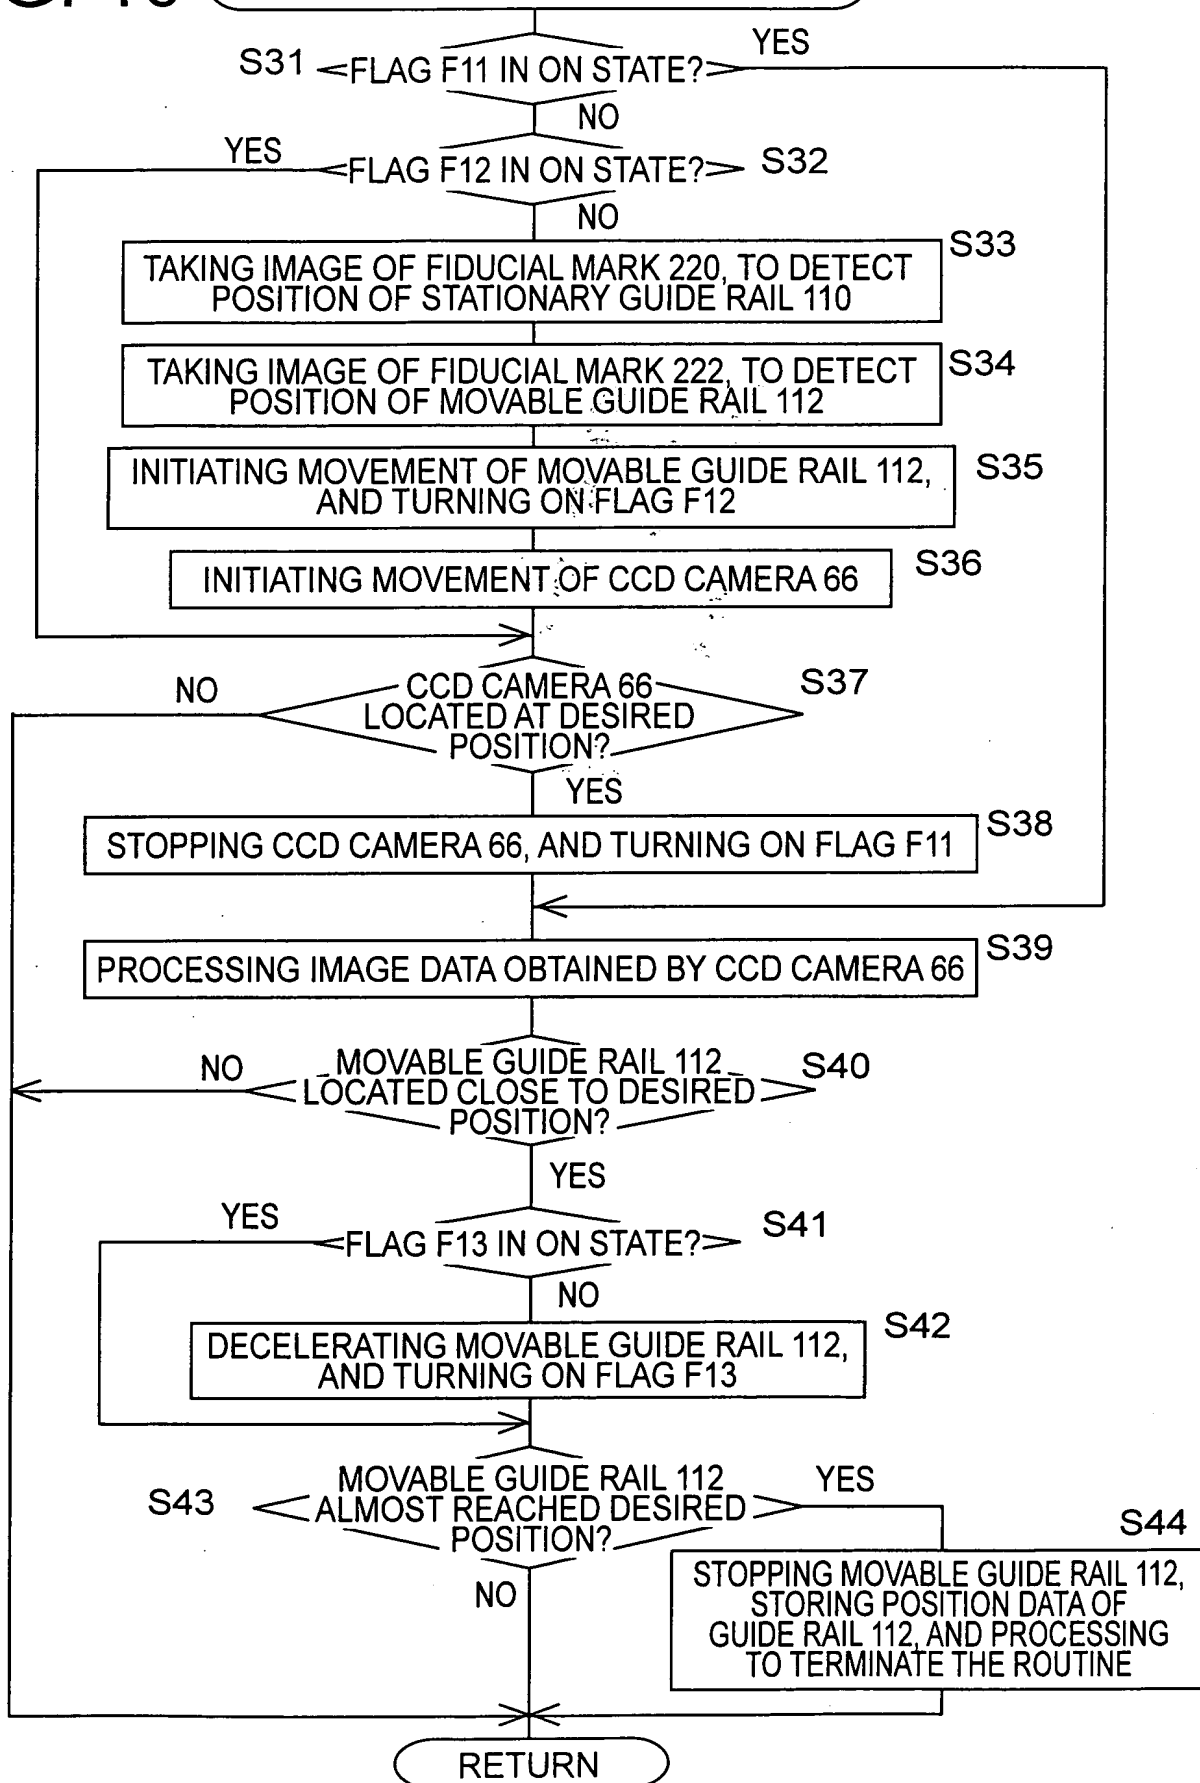 S31
FLAG F11 IN ON STATE?
YES
NO
YES
FLAG F12 IN ON STATE?
S32
NO
S33
TAKING IMAGE OF FIDUCIAL MARK 220, TO DETECT
POSITION OF STATIONARY GUIDE RAIL 110
S34
TAKING IMAGE OF FIDUCIAL MARK 222, TO DETECT
POSITION OF MOVABLE GUIDE RAIL 112
S35
INITIATING MOVEMENT OF MOVABLE GUIDE RAIL 112,
AND TURNING ON FLAG F12
S36
INITIATING MOVEMENT OF CCD CAMERA 66
NO
CCD CAMERA 66
LOCATED AT DESIRED
POSITION?
S37
YES
S38
STOPPING CCD CAMERA 66, AND TURNING ON FLAG F11
S39
PROCESSING IMAGE DATA OBTAINED BY CCD CAMERA 66
NO
MOVABLE GUIDE RAIL 112
LOCATED CLOSE TO DESIRED
POSITION?
S40
YES
YES
FLAG F13 IN ON STATE?
S41
NO
S42
DECELERATING MOVABLE GUIDE RAIL 112,
AND TURNING ON FLAG F13
S43
MOVABLE GUIDE RAIL 112
ALMOST REACHED DESIRED
POSITION?
YES
NO
S44
STOPPING MOVABLE GUIDE RAIL 112,
STORING POSITION DATA OF
GUIDE RAIL 112, AND PROCESSING
TO TERMINATE THE ROUTINE
RETURN